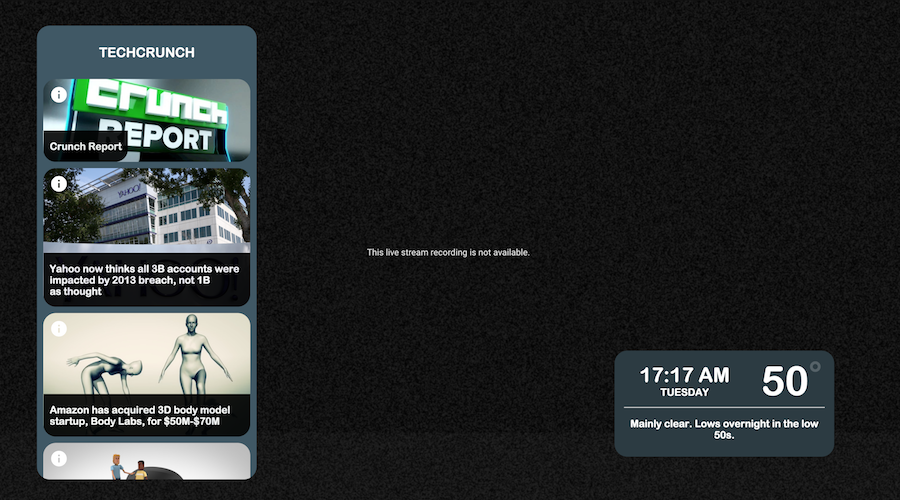 TECHCRUNCH
CRUNCH
REPORT
Crunch Report
YAHOO!
Yahoo now thinks all 3B accounts were
impacted by 2013 breach, not 1B
as thought
Amazon has acquired 3D body model
startup, Body Labs, for $50M-$70M
This live stream recording is not available.
17:17 AM
TUESDAY
50°
Mainly clear. Lows overnight in the low
50s.